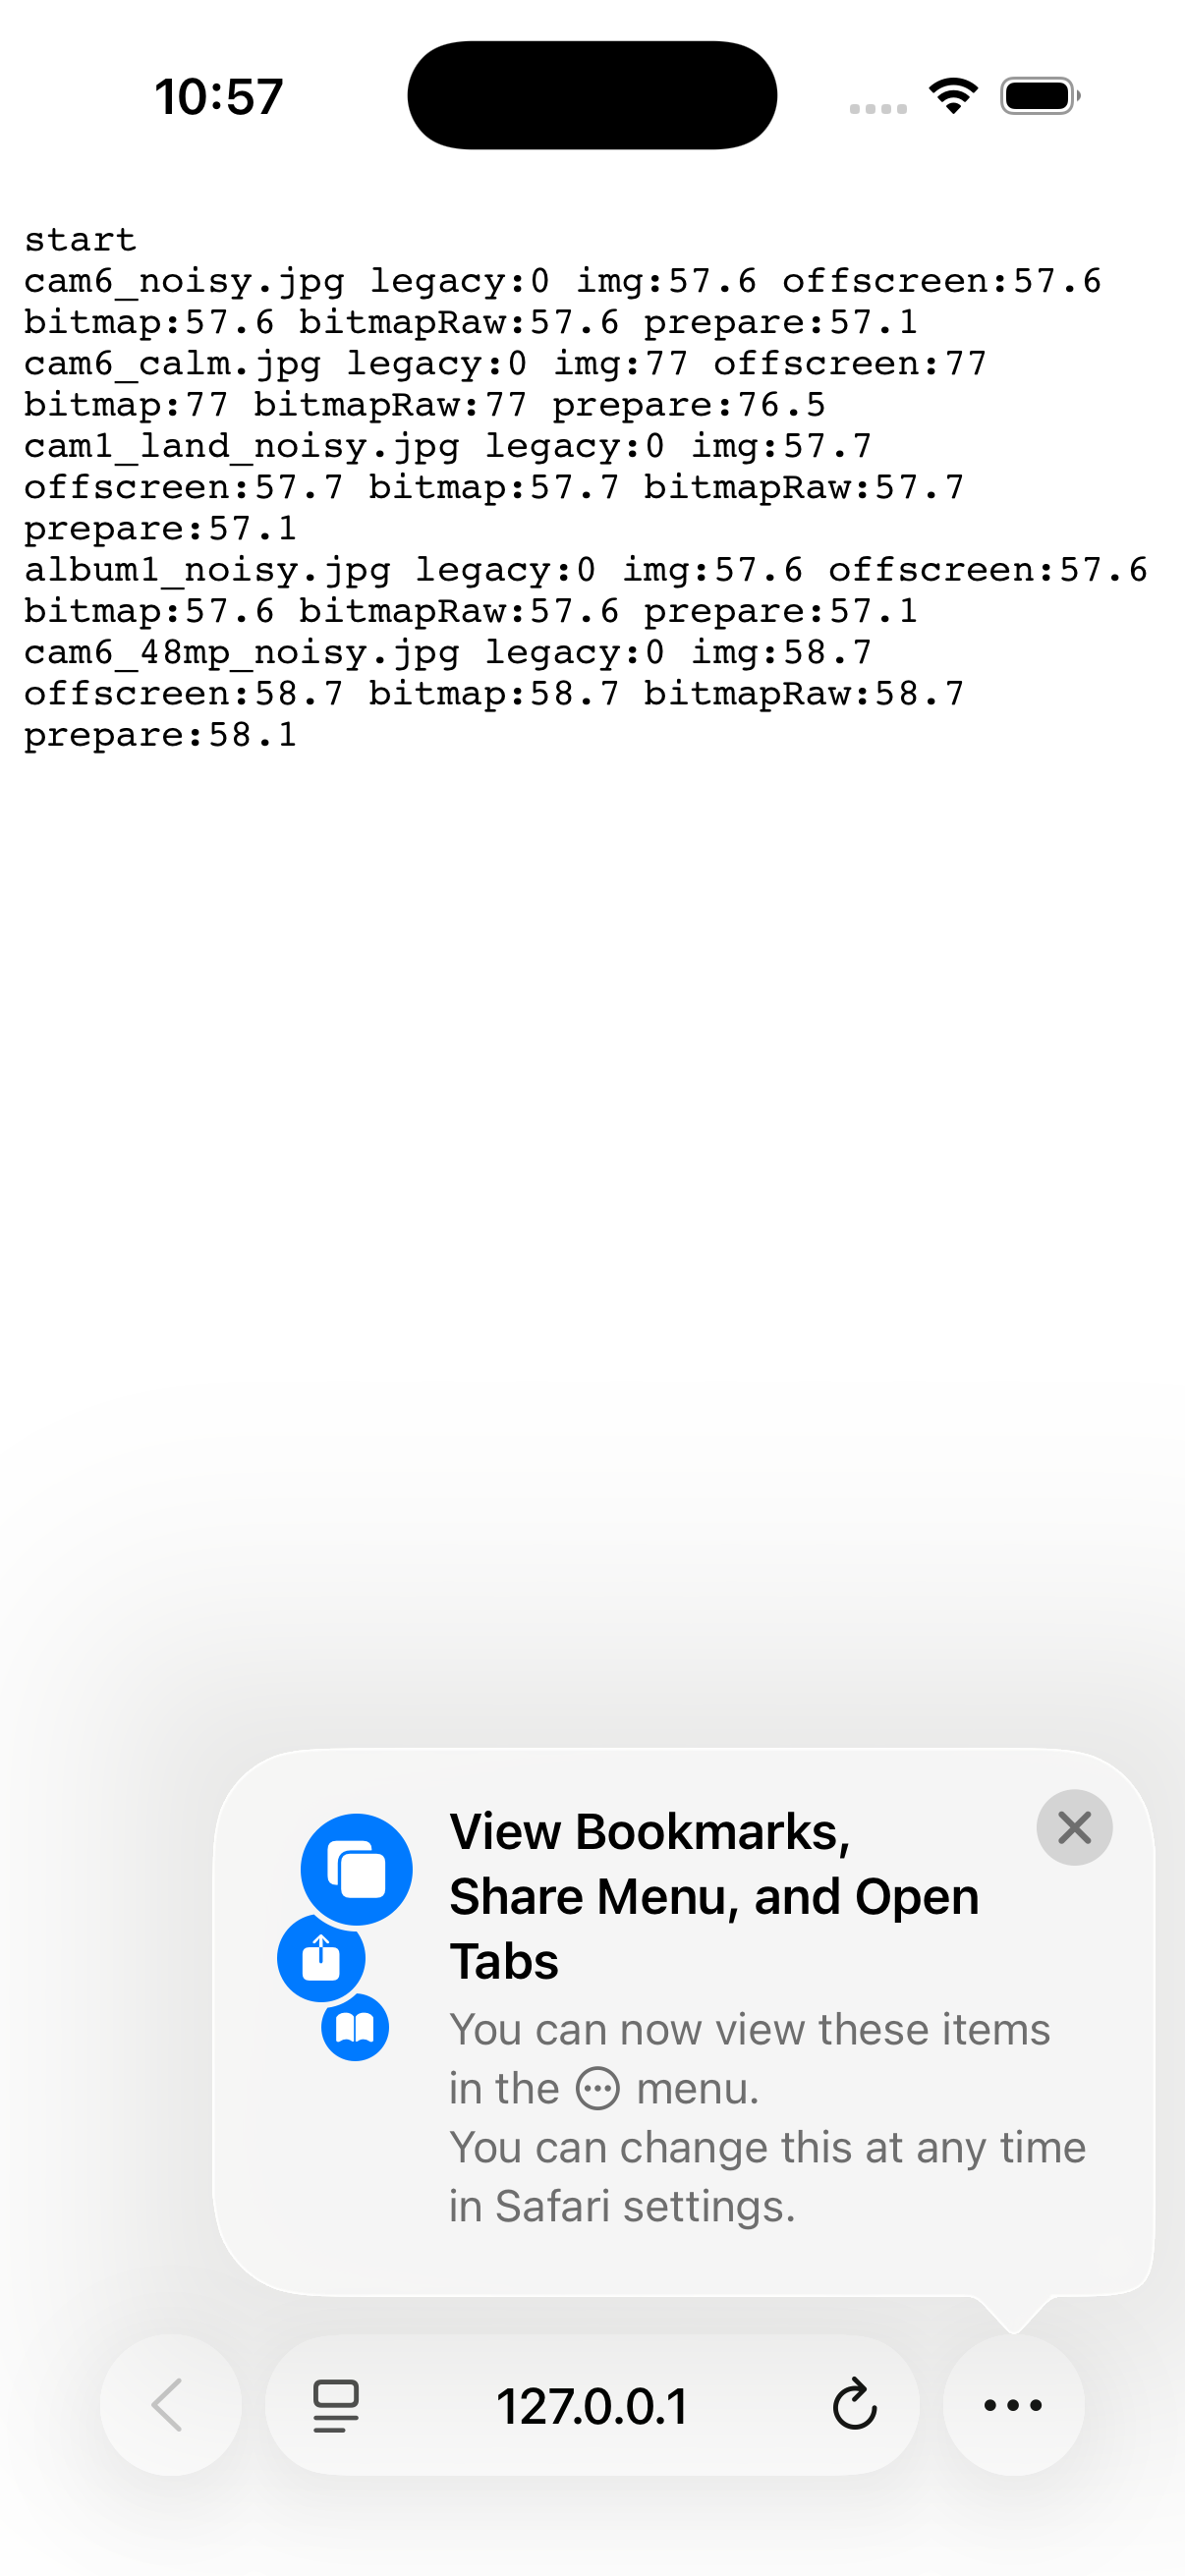 10:57
start
cam6_noisy.jpg legacy:0 img:57.6 offscreen:57.6
bitmap:57.6 bitmapRaw:57.6 prepare:57.1
cam6_calm.jpg legacy:0 img:77 offscreen:77
bitmap:77 bitmapRaw:77 prepare:76.5
cam1_land_noisy.jpg legacy:0 img:57.7
offscreen:57.7 bitmap:57.7 bitmapRaw:57.7
prepare:57.1
album1_noisy.jpg legacy:0 img:57.6 offscreen:57.6
bitmap:57.6 bitmapRaw:57.6 prepare:57.1
cam6_48mp_noisy.jpg legacy:0 img:58.7
offscreen:58.7 bitmap:58.7 bitmapRaw:58.7
prepare:58.1
View Bookmarks,
Share Menu, and Open
Tabs
You can now view these items
in the menu.
You can change this at any time
in Safari settings.
127.0.0.1